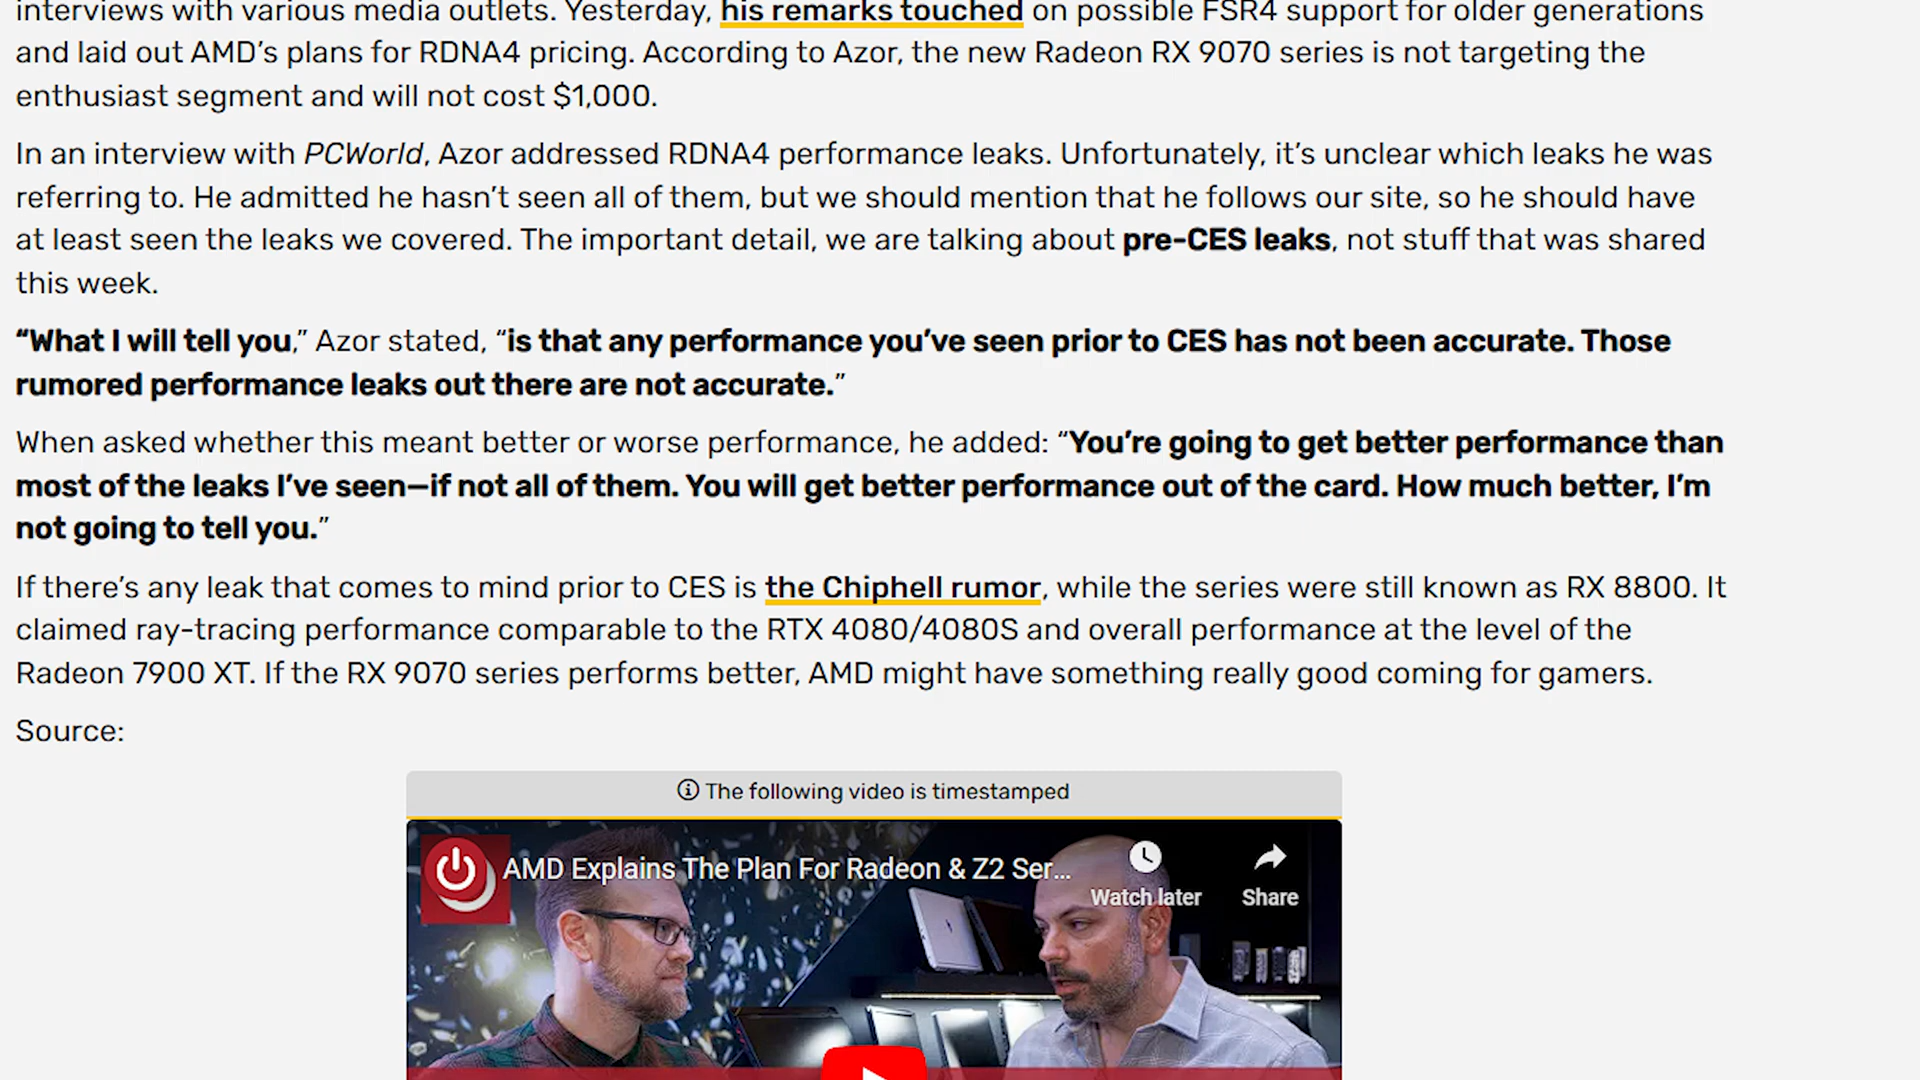 interviews with various media outlets. Yesterday, his remarks touched on possible FSR4 support for older generations
and laid out AMD’s plans for RDNA4 pricing. According to Azor, the new Radeon RX 9070 series is not targeting the
enthusiast segment and will not cost $1,000.
In an interview with PCWorld, Azor addressed RDNA4 performance leaks. Unfortunately, it’s unclear which leaks he was
referring to. He admitted he hasn’t seen all of them, but we should mention that he follows our site, so he should have
at least seen the leaks we covered. The important detail, we are talking about pre-CES leaks, not stuff that was shared
this week.
“What I will tell you,” Azor stated, “is that any performance you’ve seen prior to CES has not been accurate. Those
rumored performance leaks out there are not accurate.”
When asked whether this meant better or worse performance, he added: “You’re going to get better performance than
most of the leaks I’ve seen—if not all of them. You will get better performance out of the card. How much better, I’m
not going to tell you.”
If there’s any leak that comes to mind prior to CES is the Chiphell rumor, while the series were still known as RX 8800. It
claimed ray-tracing performance comparable to the RTX 4080/4080S and overall performance at the level of the
Radeon 7900 XT. If the RX 9070 series performs better, AMD might have something really good coming for gamers.
Source:
The following video is timestamped
AMD Explains The Plan For Radeon & Z2 Ser...
Watch later
Share